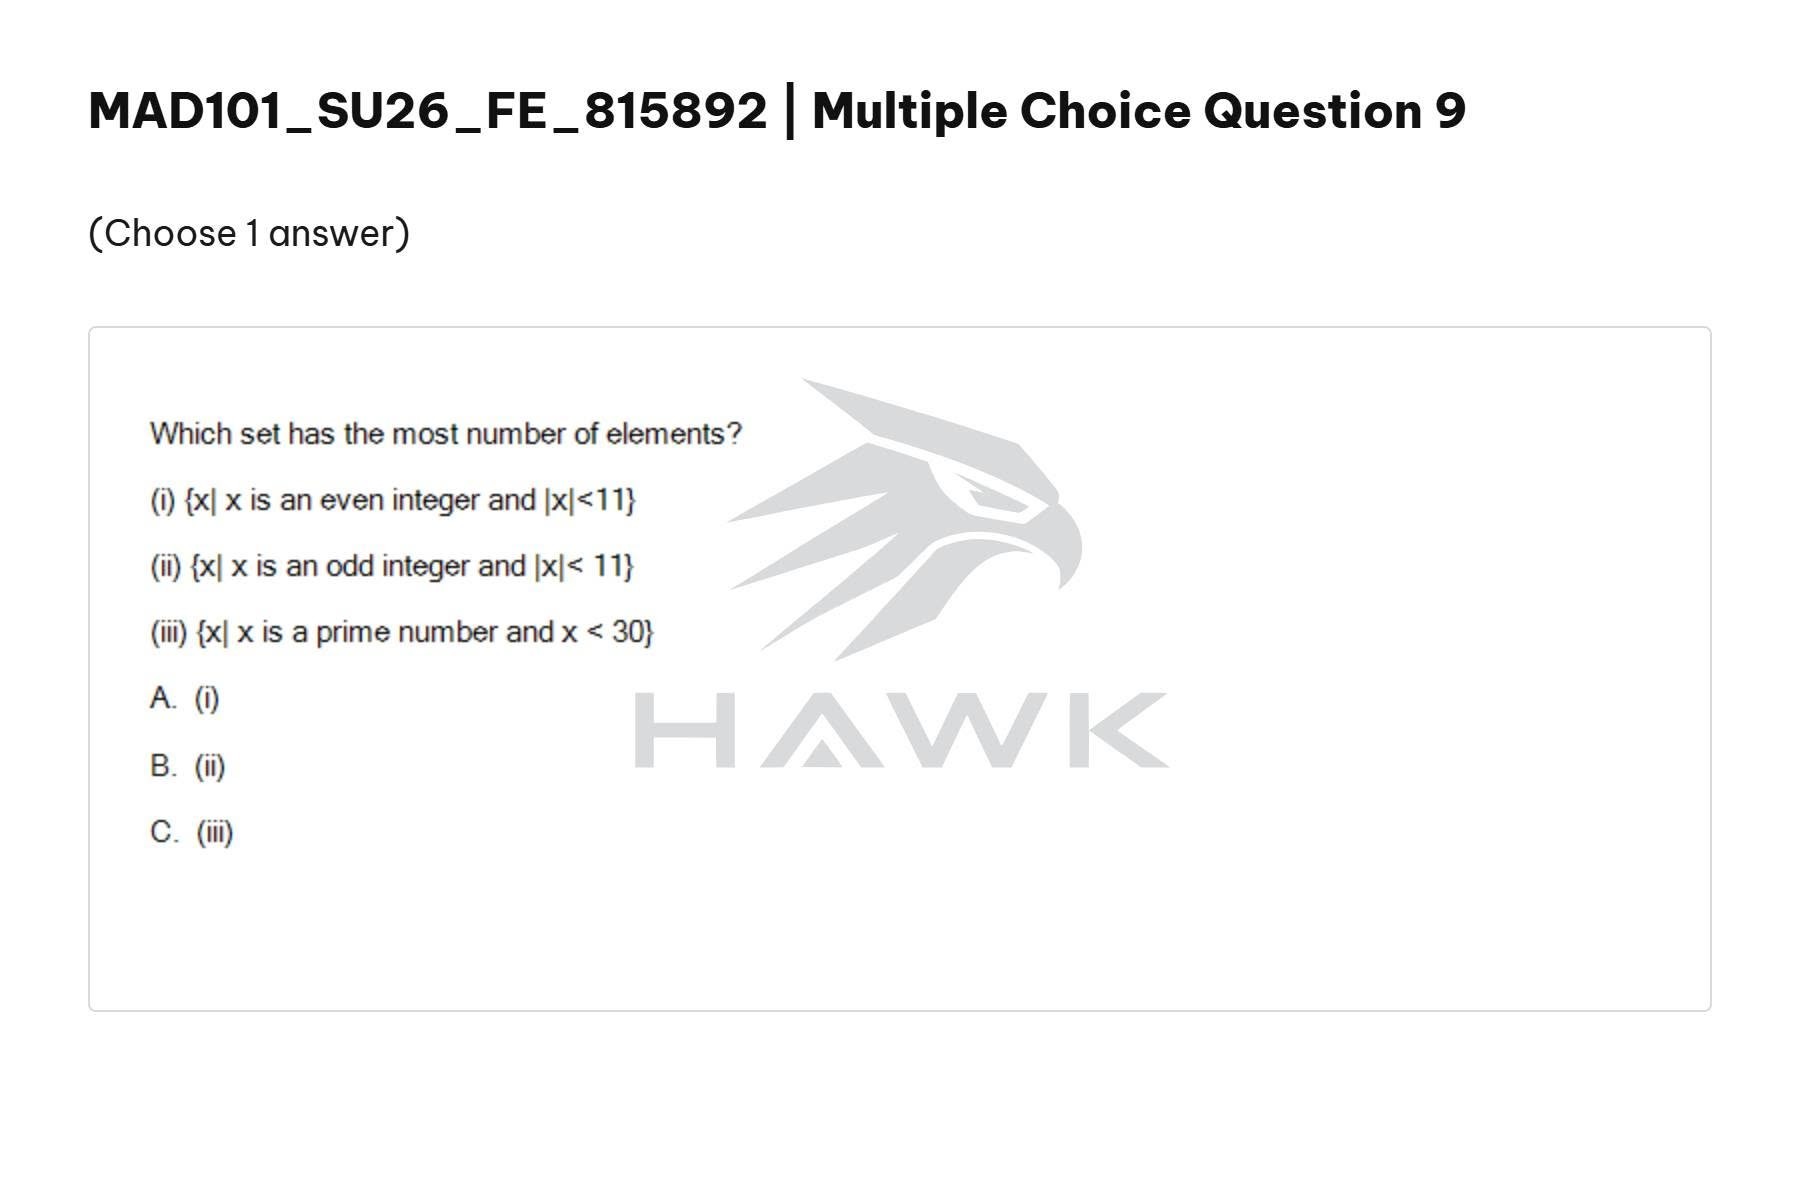 MAD101_SU26_FE_815892 | Multiple Choice Question 9
(Choose 1 answer)
Which set has the most number of elements?
(i) {x| x is an even integer and |x|<11}
(ii) {x| x is an odd integer and |x|< 11}
(iii) {x| x is a prime number and x < 30}
A. (i)
B. (ii)
C. (iii)
HAWK